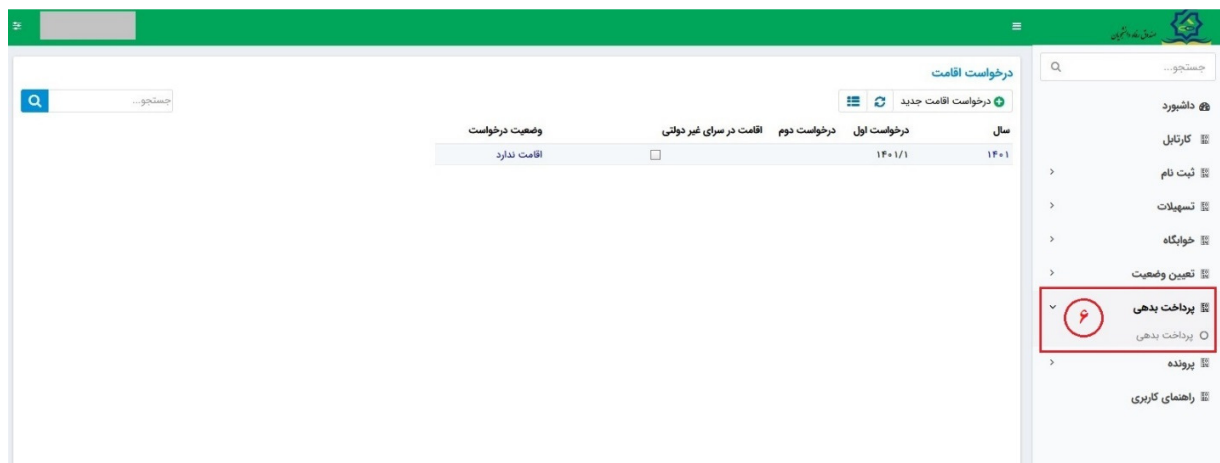 صندوق رفاه دانشجویان
جستجو...
داشبورد
کارتابل
ثبت نام
تسهیلات
خوابگاه
تعیین وضعیت
پرداخت بدهی
۶
پرداخت بدهی
پرونده
راهنمای کاربری
درخواست اقامت
درخواست اقامت جدید
جستجو...
سال درخواست اول درخواست دوم اقامت در سرای غیر دولتی وضعیت درخواست
۱۴۰۱ ۱۴۰۱/۱ اقامت ندارد